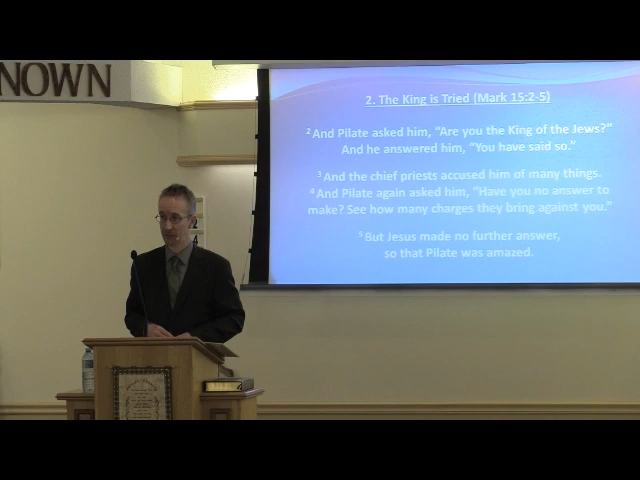 NOWN
2. The King is Tried (Mark 15:2-5)
2 And Pilate asked him, “Are you the King of the Jews?”
And he answered him, “You have said so.”
3 And the chief priests accused him of many things.
4 And Pilate again asked him, “Have you no answer to
make? See how many charges they bring against you.”
5 But Jesus made no further answer,
so that Pilate was amazed.